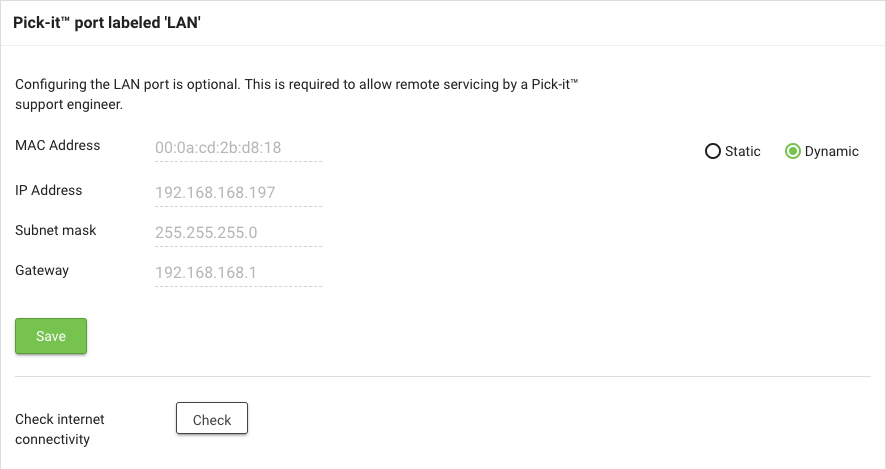 Pick-it™ port labeled 'LAN'
Configuring the LAN port is optional. This is required to allow remote servicing by a Pick-it™
support engineer.
MAC Address 00:0a:cd:2b:d8:18 Static Dynamic
IP Address 192.168.168.197
Subnet mask 255.255.255.0
Gateway 192.168.168.1
Save
Check internet
connectivity
Check